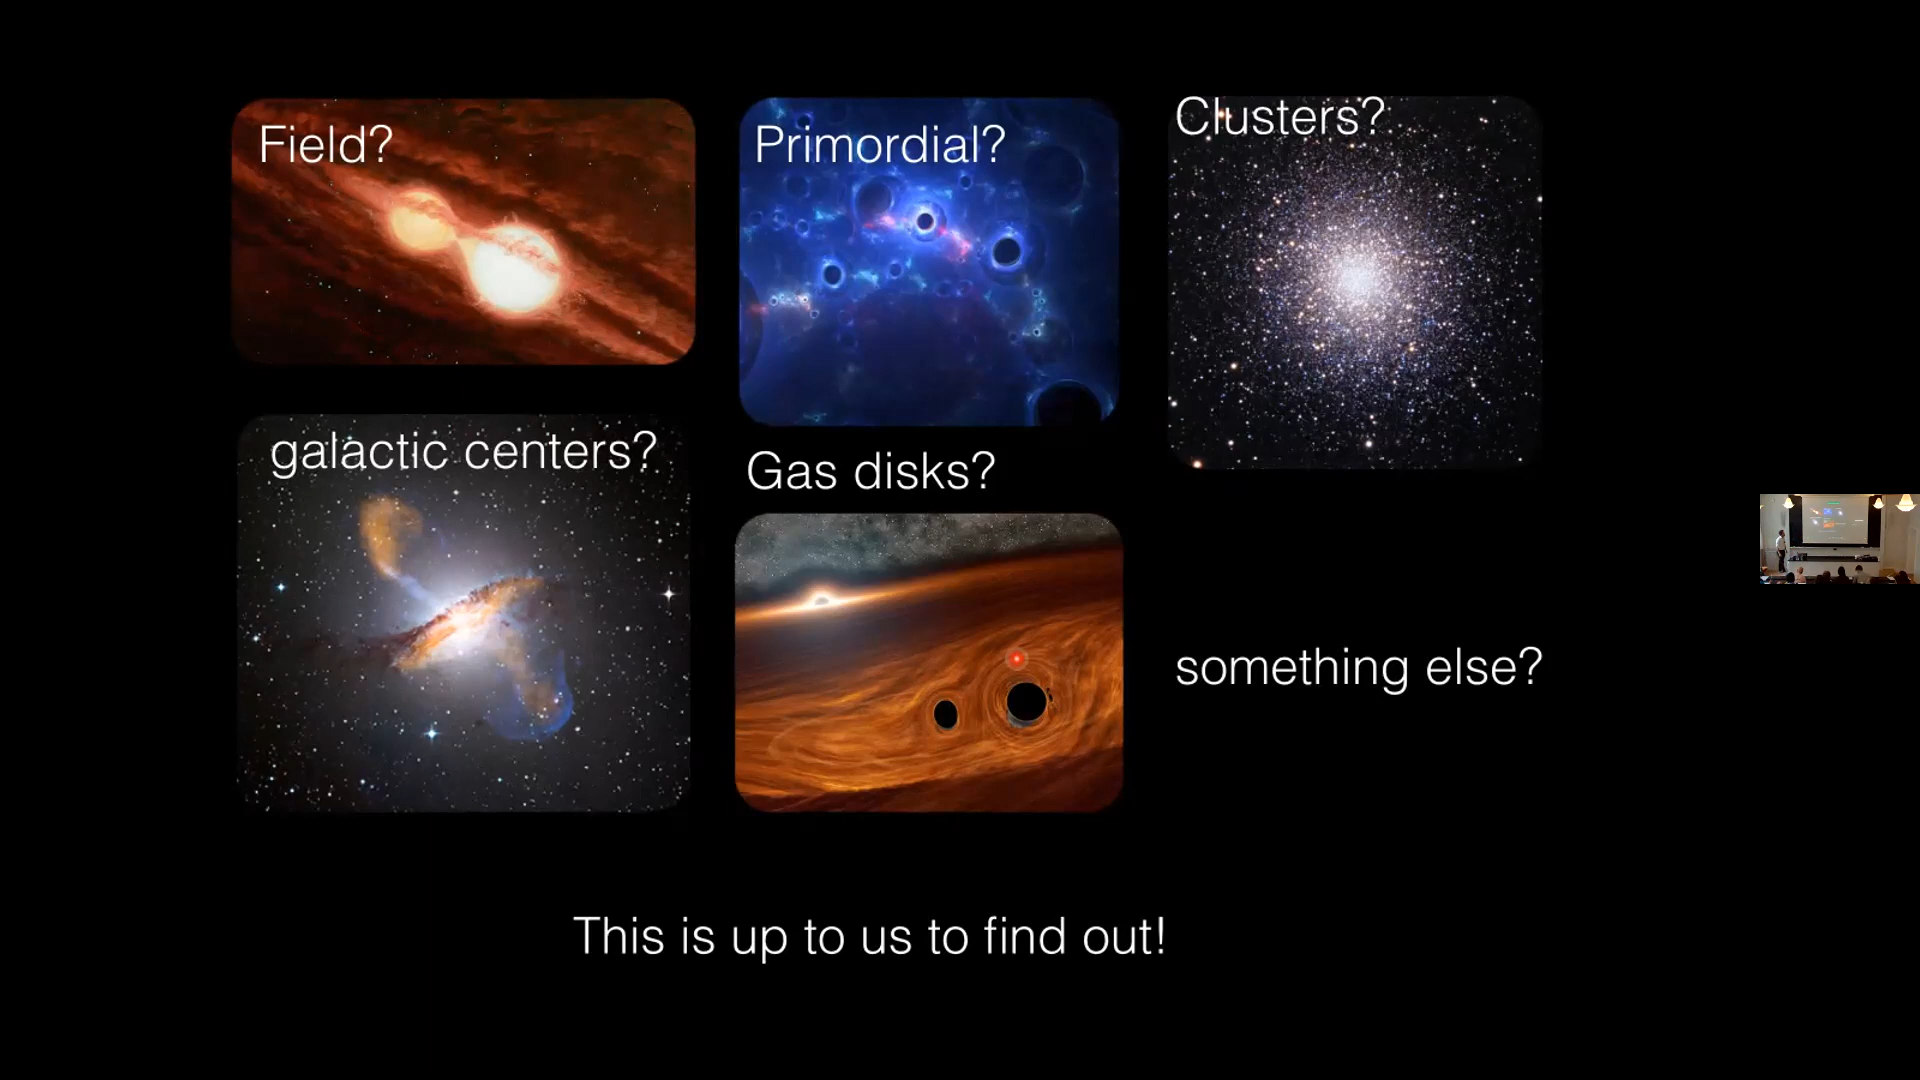 Field?
Primordial?
Clusters?
galactic centers?
Gas disks?
something else?
This is up to us to find out!